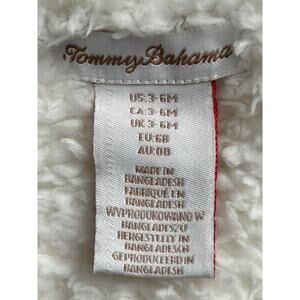 Tommy Bahama
US: 3-6M
CA: 3-6M
UK: 3-6M
EU: 68
AU: 00
MADE IN
BANGLADESH
FABRIQUÉ EN
BANGLADESH
WYPRODUKOWANO W
BANGLADESZU
HERGESTELLT IN
BANGLADESCH
GEPRODUCEERD IN
BANGLADESH